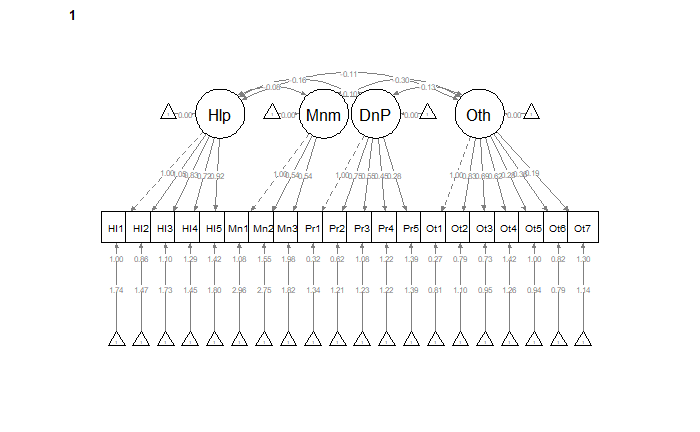 1
0.11
0.16 0.30
0.08 0.13
0.10
0.00 Hlp 0.00 Mnm DnP 0.00 Oth 0.00
1.00 1.05 0.83 0.72 0.92 1.00 0.54 0.54 1.00 0.75 0.55 0.45 0.28 1.00 0.83 0.69 0.62 0.19
Hl1 Hl2 Hl3 Hl4 Hl5 Mn1 Mn2 Mn3 Pr1 Pr2 Pr3 Pr4 Pr5 Ot1 Ot2 Ot3 Ot4 Ot5 Ot6 Ot7
1.00 0.86 1.10 1.29 1.42 1.08 1.55 1.98 0.32 0.62 1.08 1.22 1.39 0.27 0.79 0.73 1.42 1.00 0.82 1.30
1.74 1.47 1.73 1.45 1.80 2.96 2.75 1.82 1.34 1.21 1.23 1.22 1.39 0.81 1.10 0.95 1.26 0.94 0.79 1.14